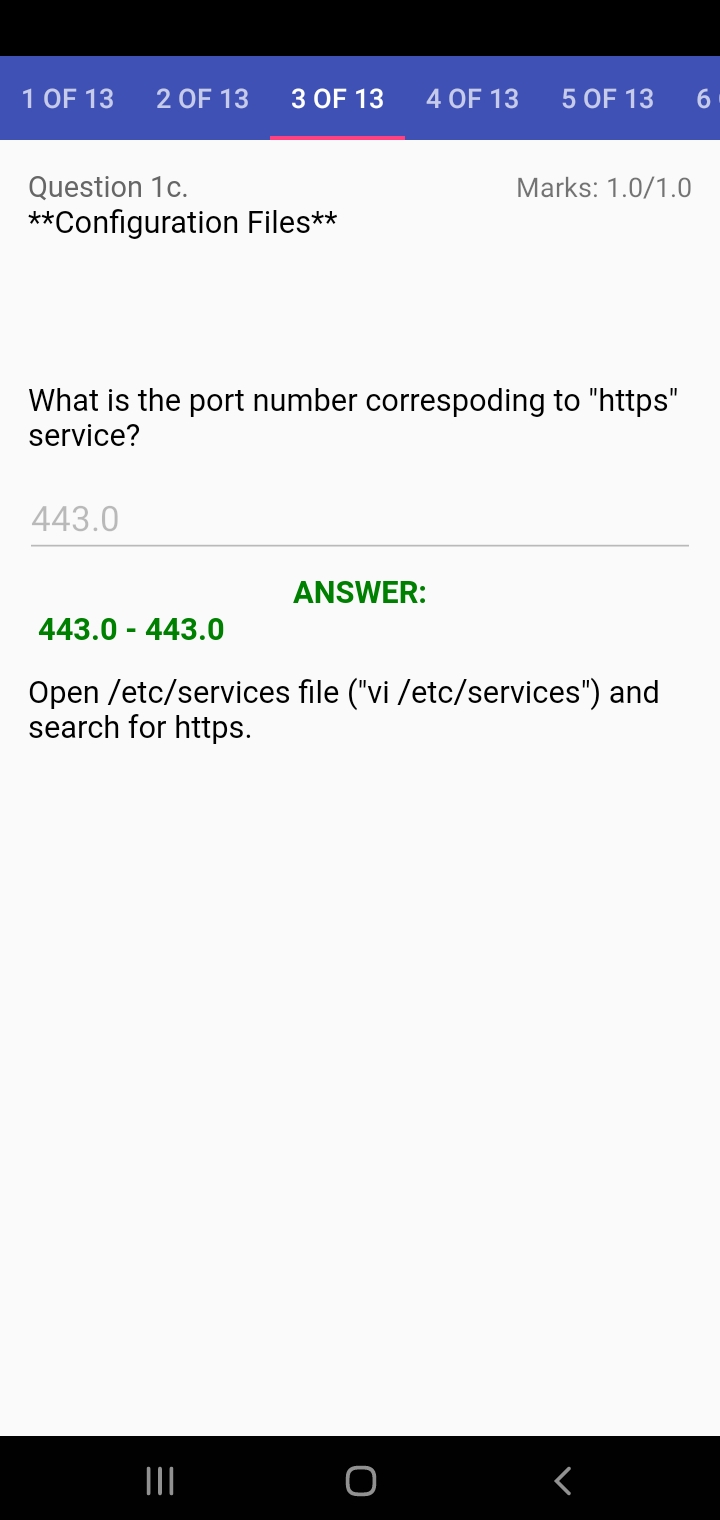 1 OF 13 2 OF 13 3 OF 13 4 OF 13 5 OF 13 6
Question 1c. Marks: 1.0/1.0
**Configuration Files**
What is the port number correspoding to "https"
service?
443.0
ANSWER:
443.0 - 443.0
Open /etc/services file ("vi /etc/services") and
search for https.